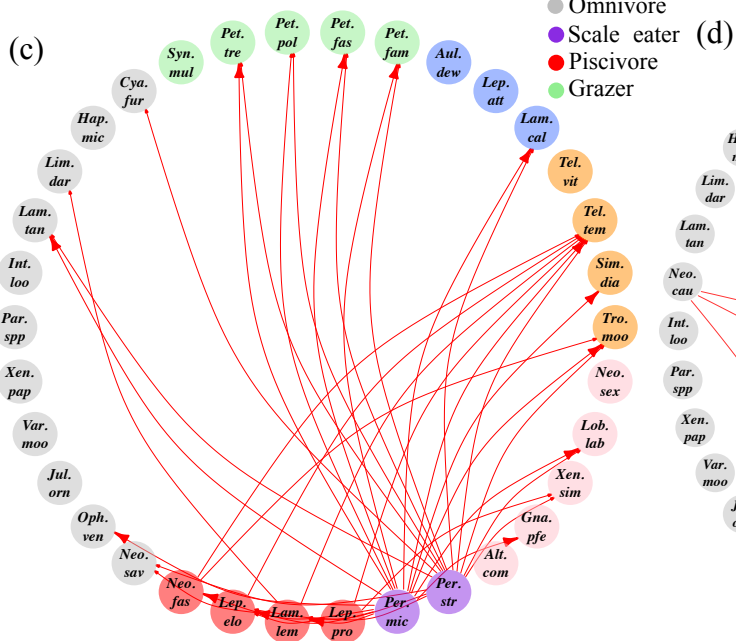 (c)
Omnivore
Scale eater
Piscivore
Grazer
(d)
Syn.
mul
Pet.
tre
Pet.
pol
Pet.
fas
Pet.
fam
Aul.
dew
Lep.
att
Lam.
cal
Tel.
vit
Tel.
tem
Sim.
dia
Tro.
moo
Neo.
sex
Lob.
lab
Xen.
sim
Gna.
pfe
Alt.
com
Per.
str
Per.
mic
Lep.
pro
Lam.
lem
Lep.
elo
Neo.
fas
Neo.
sav
Oph.
ven
Jul.
orn
Var.
moo
Xen.
pap
Par.
spp
Int.
loo
Lam.
tan
Lim.
dar
Hap.
mic
Cya.
fur
Lim.
dar
Lam.
tan
Neo.
cau
Int.
loo
Par.
spp
Xen.
pap
Var.
moo